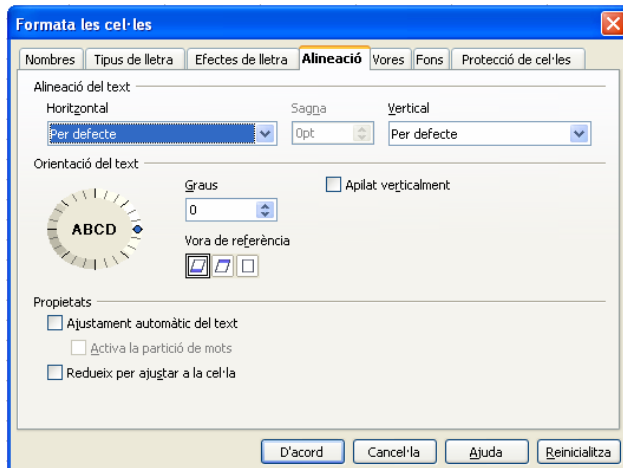 Formata les cel·les
Nombres Tipus de lletra Efectes de lletra Alineació Vores Fons Protecció de cel·les
Alineació del text
Horitzontal Sagna Vertical
Per defecte 0pt Per defecte
Orientació del text
Graus Apilat verticalment
0
ABCD
Vora de referència
Propietats
Ajustament automàtic del text
Activa la partició de mots
Redueix per ajustar a la cel·la
D'acord Cancel·la Ajuda Reinicialitza